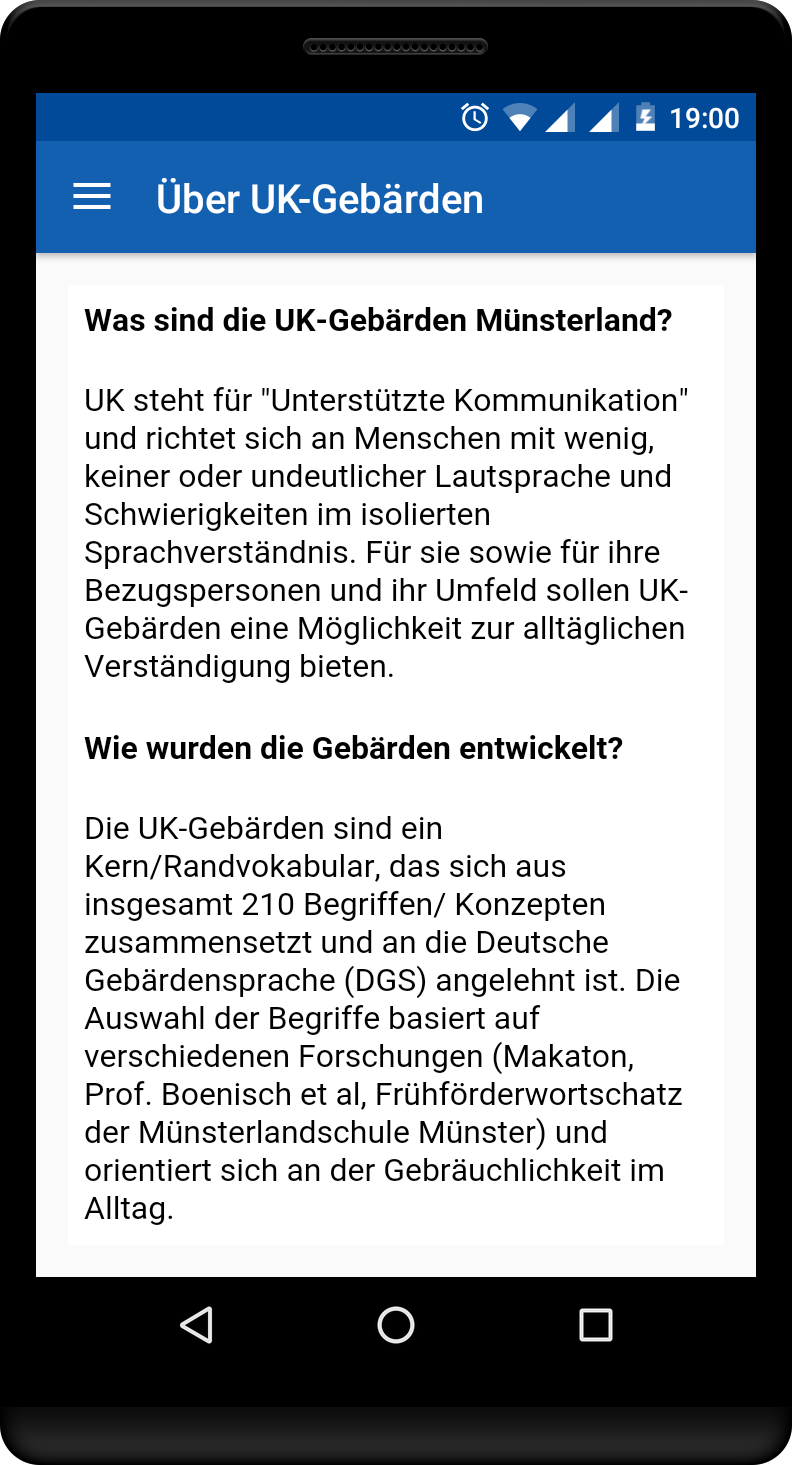 19:00
Über UK-Gebärden
Was sind die UK-Gebärden Münsterland?
UK steht für "Unterstützte Kommunikation"
und richtet sich an Menschen mit wenig,
keiner oder undeutlicher Lautsprache und
Schwierigkeiten im isolierten
Sprachverständnis. Für sie sowie für ihre
Bezugspersonen und ihr Umfeld sollen UK-
Gebärden eine Möglichkeit zur alltäglichen
Verständigung bieten.
Wie wurden die Gebärden entwickelt?
Die UK-Gebärden sind ein
Kern/Randvokabular, das sich aus
insgesamt 210 Begriffen/ Konzepten
zusammensetzt und an die Deutsche
Gebärdensprache (DGS) angelehnt ist. Die
Auswahl der Begriffe basiert auf
verschiedenen Forschungen (Makaton,
Prof. Boenisch et al, Frühförderwortschatz
der Münsterlandschule Münster) und
orientiert sich an der Gebräuchlichkeit im
Alltag.